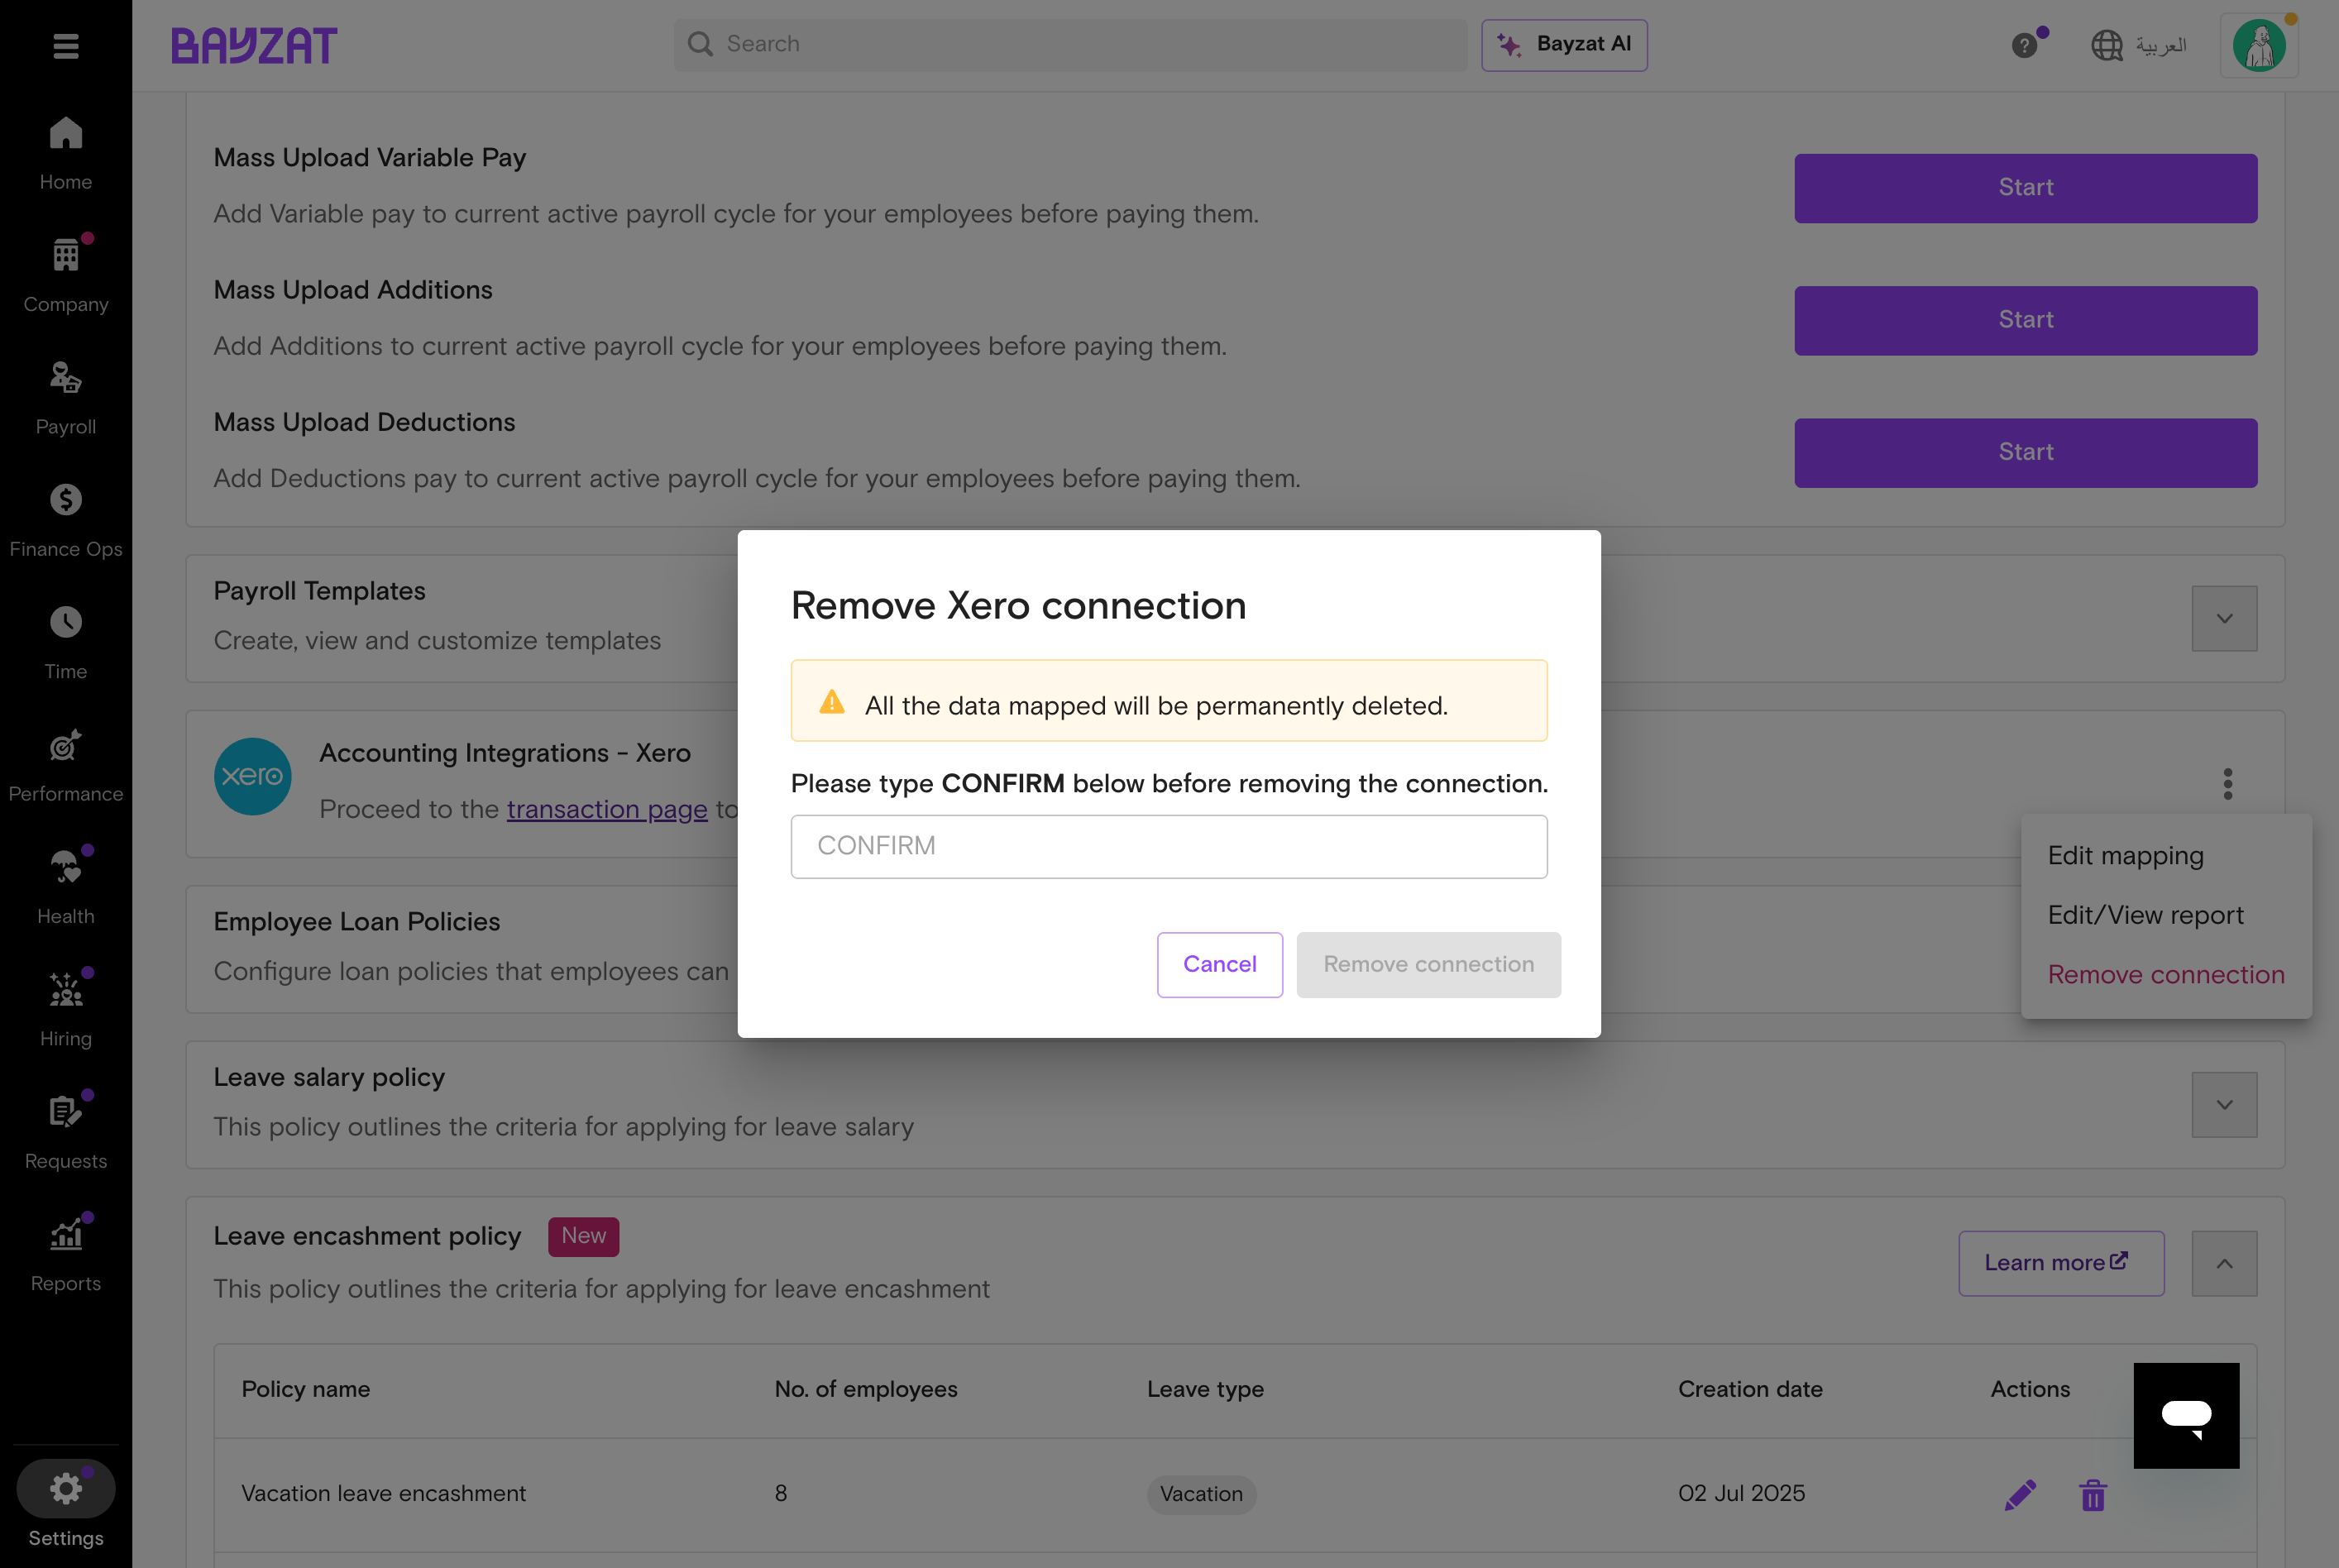 BAYZAT
Search
Bayzat AI
العربية
Home
Company
Payroll
Finance Ops
Time
Performance
Health
Hiring
Requests
Reports
Settings
Mass Upload Variable Pay
Add Variable pay to current active payroll cycle for your employees before paying them.
Start
Mass Upload Additions
Add Additions to current active payroll cycle for your employees before paying them.
Start
Mass Upload Deductions
Add Deductions pay to current active payroll cycle for your employees before paying them.
Start
Payroll Templates
Create, view and customize templates
xero
Accounting Integrations - Xero
Proceed to the transaction page to
Edit mapping
Edit/View report
Remove connection
Employee Loan Policies
Configure loan policies that employees can
Remove Xero connection
All the data mapped will be permanently deleted.
Please type CONFIRM below before removing the connection.
CONFIRM
Cancel
Remove connection
Leave salary policy
This policy outlines the criteria for applying for leave salary
Leave encashment policy New
This policy outlines the criteria for applying for leave encashment
Learn more
Policy name No. of employees Leave type Creation date Actions
Vacation leave encashment 8 Vacation 02 Jul 2025